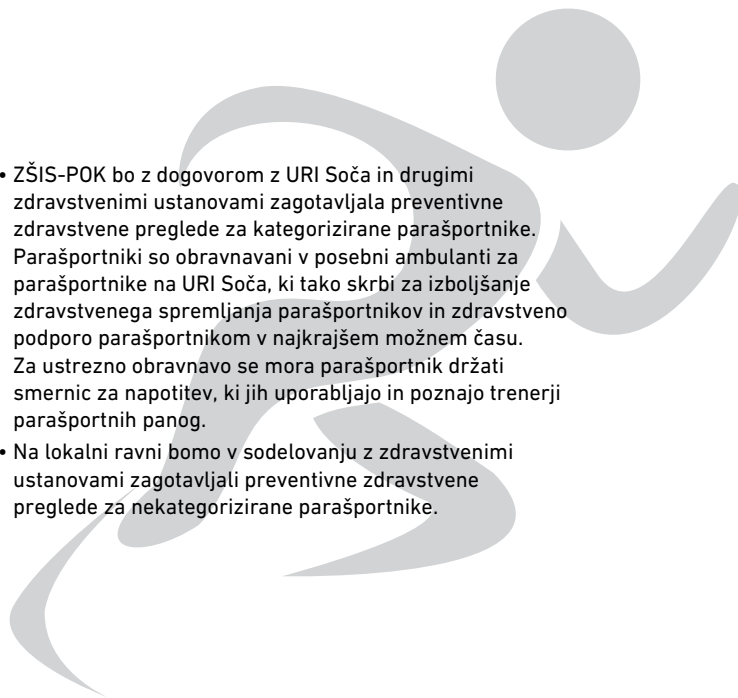 • ZŠIS-POK bo z dogovorom z URI Soča in drugimi
zdravstvenimi ustanovami zagotavljala preventivne
zdravstvene preglede za kategorizirane parašportnike.
Parašportniki so obravnavani v posebni ambulanti za
parašportnike na URI Soča, ki tako skrbi za izboljšanje
zdravstvenega spremljanja parašportnikov in zdravstveno
podporo parašportnikom v najkrajšem možnem času.
Za ustrezno obravnavo se mora parašportnik držati
smernic za napotitev, ki jih uporabljajo in poznajo trenerji
parašportnih panog.
• Na lokalni ravni bomo v sodelovanju z zdravstvenimi
ustanovami zagotavljali preventivne zdravstvene
preglede za nekategorizirane parašportnike.